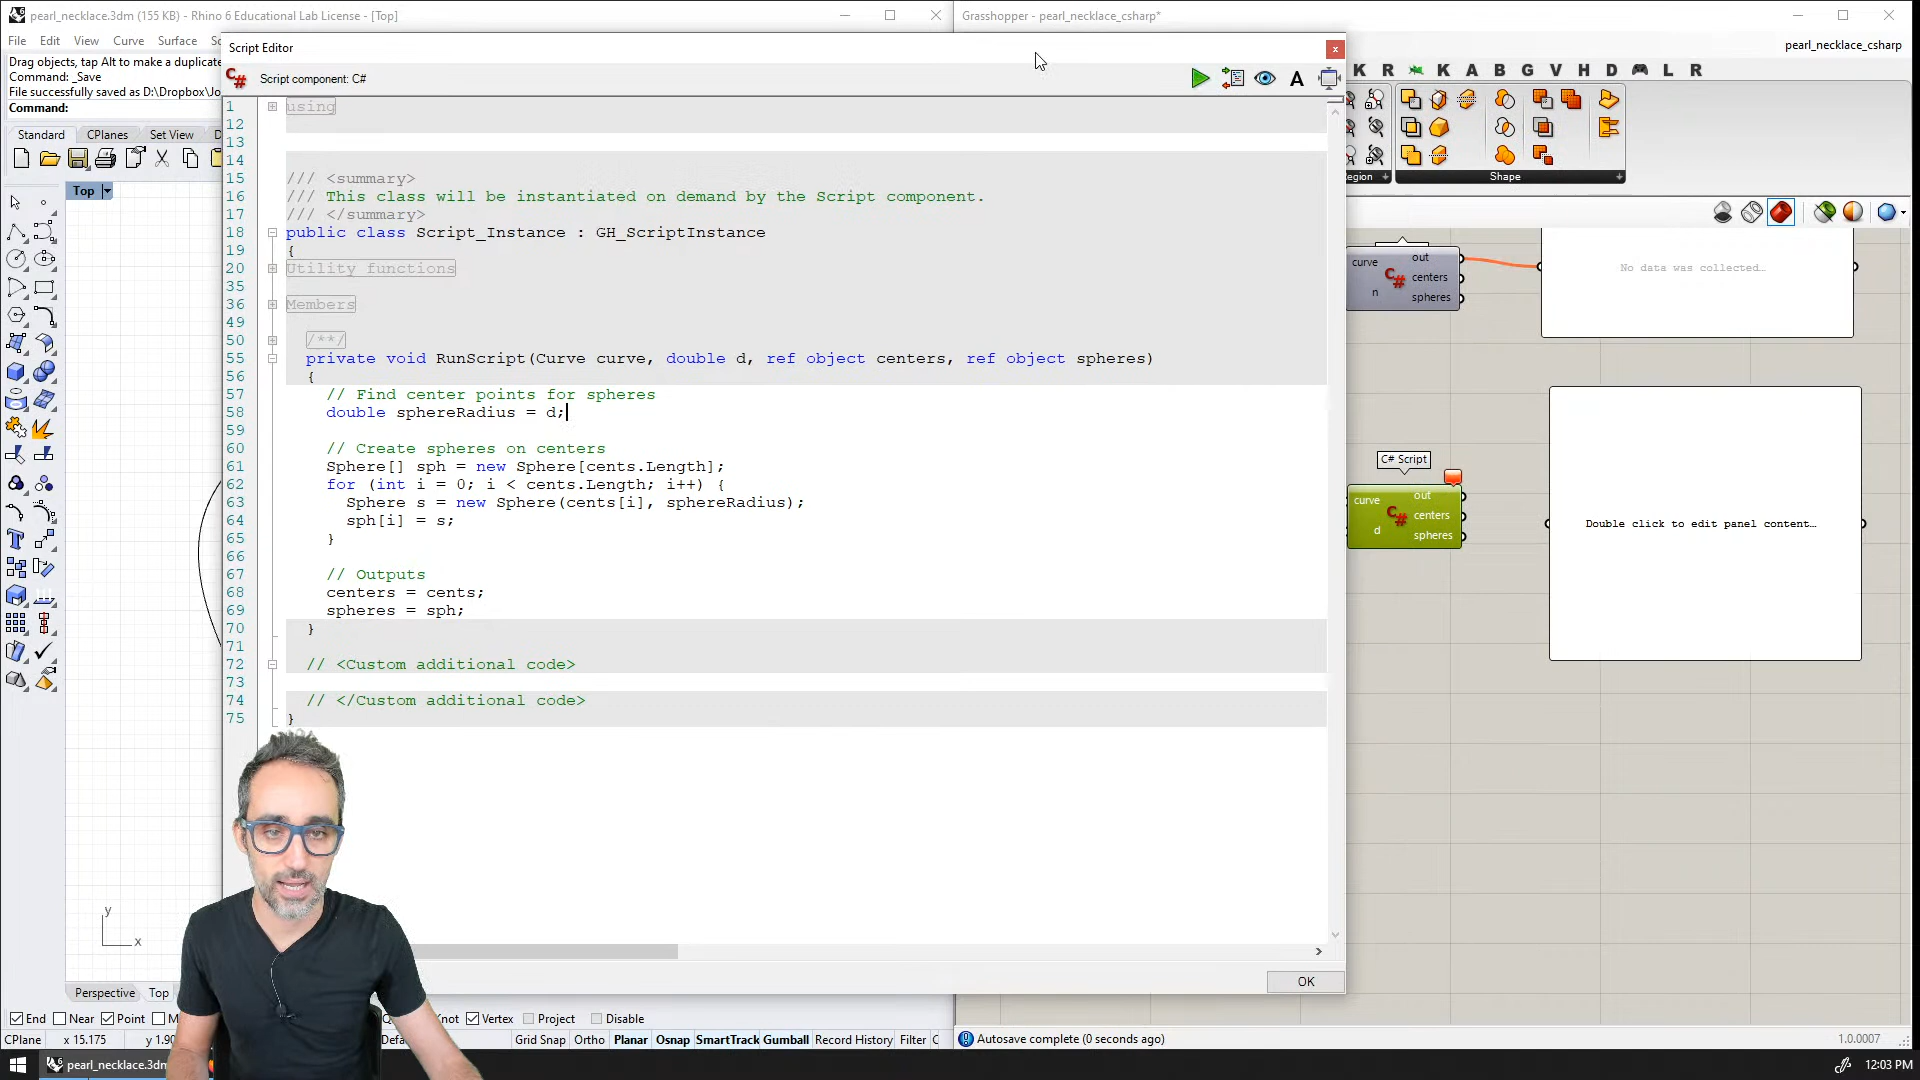 pearl_necklace.3dm (155 KB) - Rhino 6 Educational Lab License - [Top]
Grasshopper - pearl_necklace_csharp*
File Edit View Curve Surface
pearl_necklace_csharp
Script Editor
Drag objects, tap Alt to make a duplicate
Command: _Save
File successfully saved as D:\Dropbox\Jo
Command:
Script component: C#
K R K A B G V H D L R
Standard CPlanes Set View D
egion
Shape
Top
1 using
12
13
14
15 /// <summary>
16 /// This class will be instantiated on demand by the Script component.
17 /// </summary>
18 public class Script_Instance : GH_ScriptInstance
19 {
20 Utility functions
35
36 Members
49
50 /**/
55 private void RunScript(Curve curve, double d, ref object centers, ref object spheres)
56 {
57 // Find center points for spheres
58 double sphereRadius = d;
59
60 // Create spheres on centers
61 Sphere[] sph = new Sphere[cents.Length];
62 for (int i = 0; i < cents.Length; i++) {
63 Sphere s = new Sphere(cents[i], sphereRadius);
64 sph[i] = s;
65 }
66
67 // Outputs
68 centers = cents;
69 spheres = sph;
70 }
71
72 // <Custom additional code>
73
74 // </Custom additional code>
75 }
curve
n
C#
out
centers
spheres
No data was collected…
C# Script
curve
d
C#
out
centers
spheres
Double click to edit panel content…
y
x
OK
Perspective Top
End Near Point M Knot Vertex Project Disable
CPlane x 15.175 y 1.90 Defa Grid Snap Ortho Planar Osnap SmartTrack Gumball Record History Filter C
Autosave complete (0 seconds ago)
1.0.0007
pearl_necklace.3dm
12:03 PM